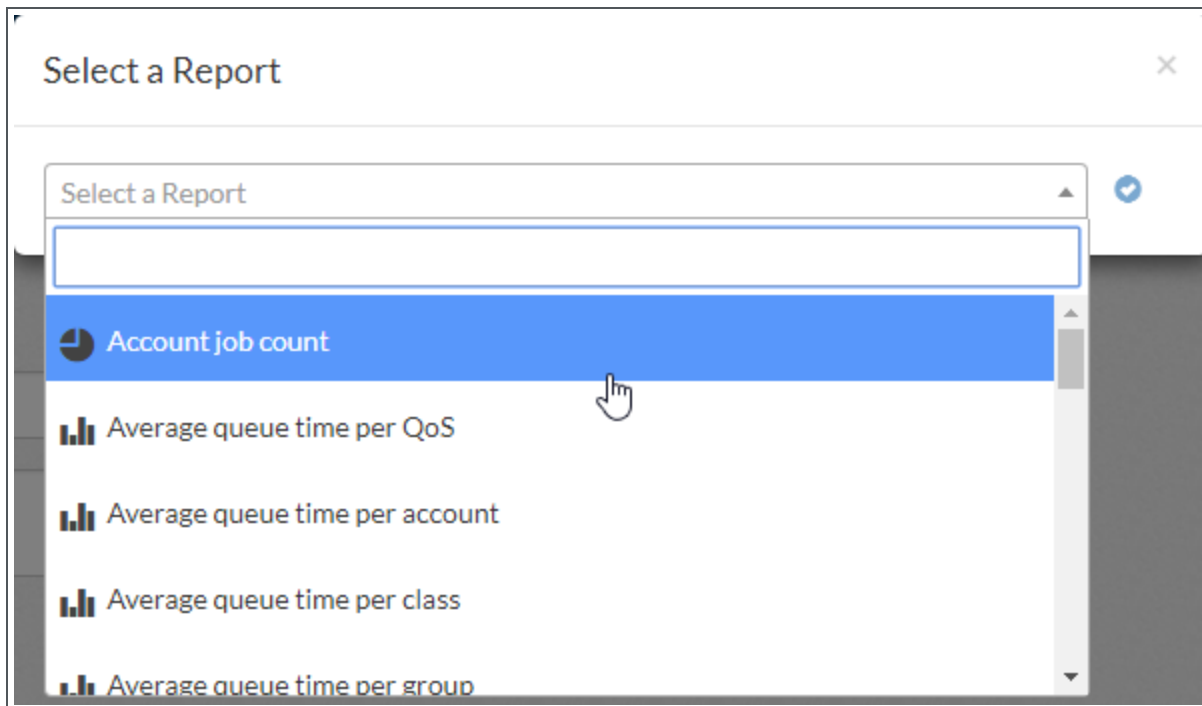 Select a Report
Select a Report
Account job count
Average queue time per QoS
Average queue time per account
Average queue time per class
Average queue time per group